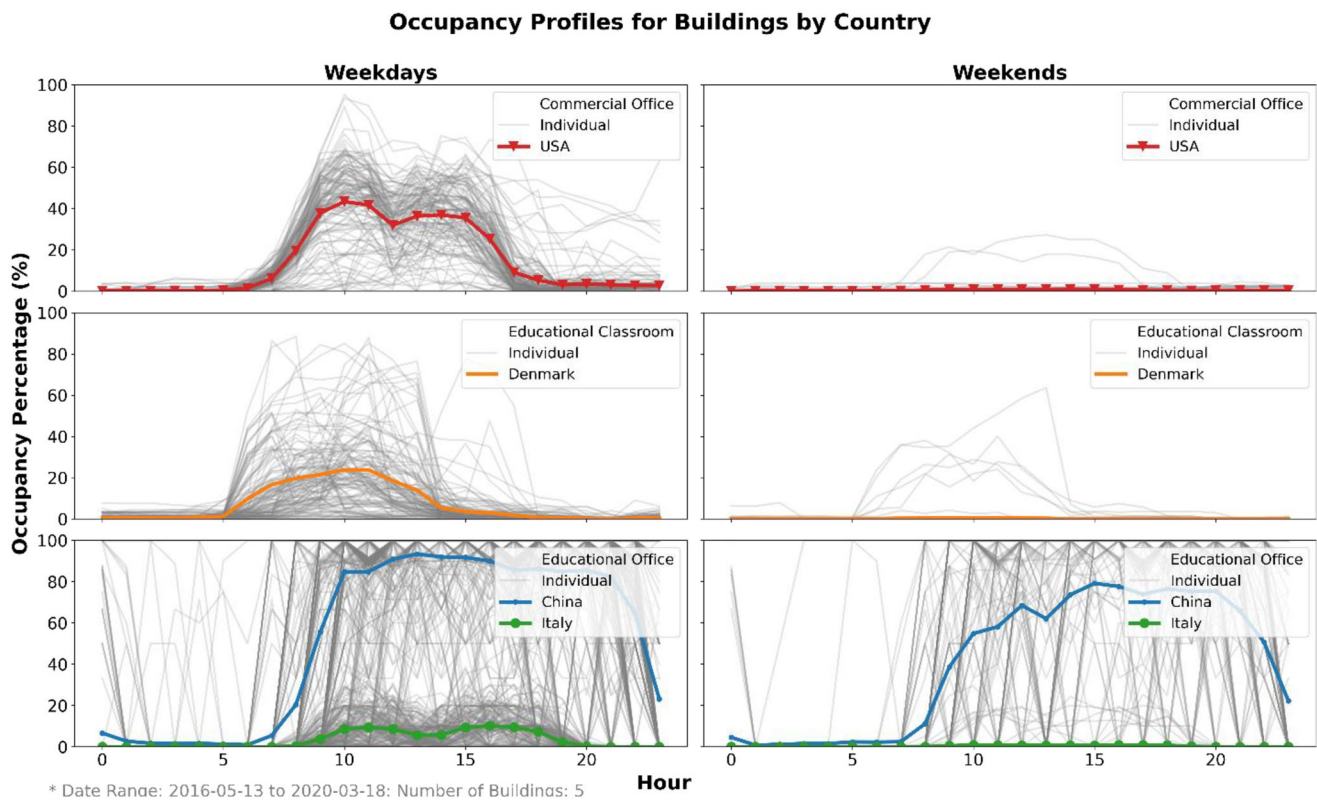 Occupancy Profiles for Buildings by Country
Weekdays
Weekends
Occupancy Percentage (%)
100
80
60
40
20
0
Commercial Office
Individual
USA
Commercial Office
Individual
USA
100
80
60
40
20
0
Educational Classroom
Individual
Denmark
Educational Classroom
Individual
Denmark
100
80
60
40
20
0
Educational Office
Individual
China
Italy
Educational Office
Individual
China
Italy
0 5 10 15 20
0 5 10 15 20
Hour
* Date Range: 2016-05-13 to 2020-03-18; Number of Buildings: 5